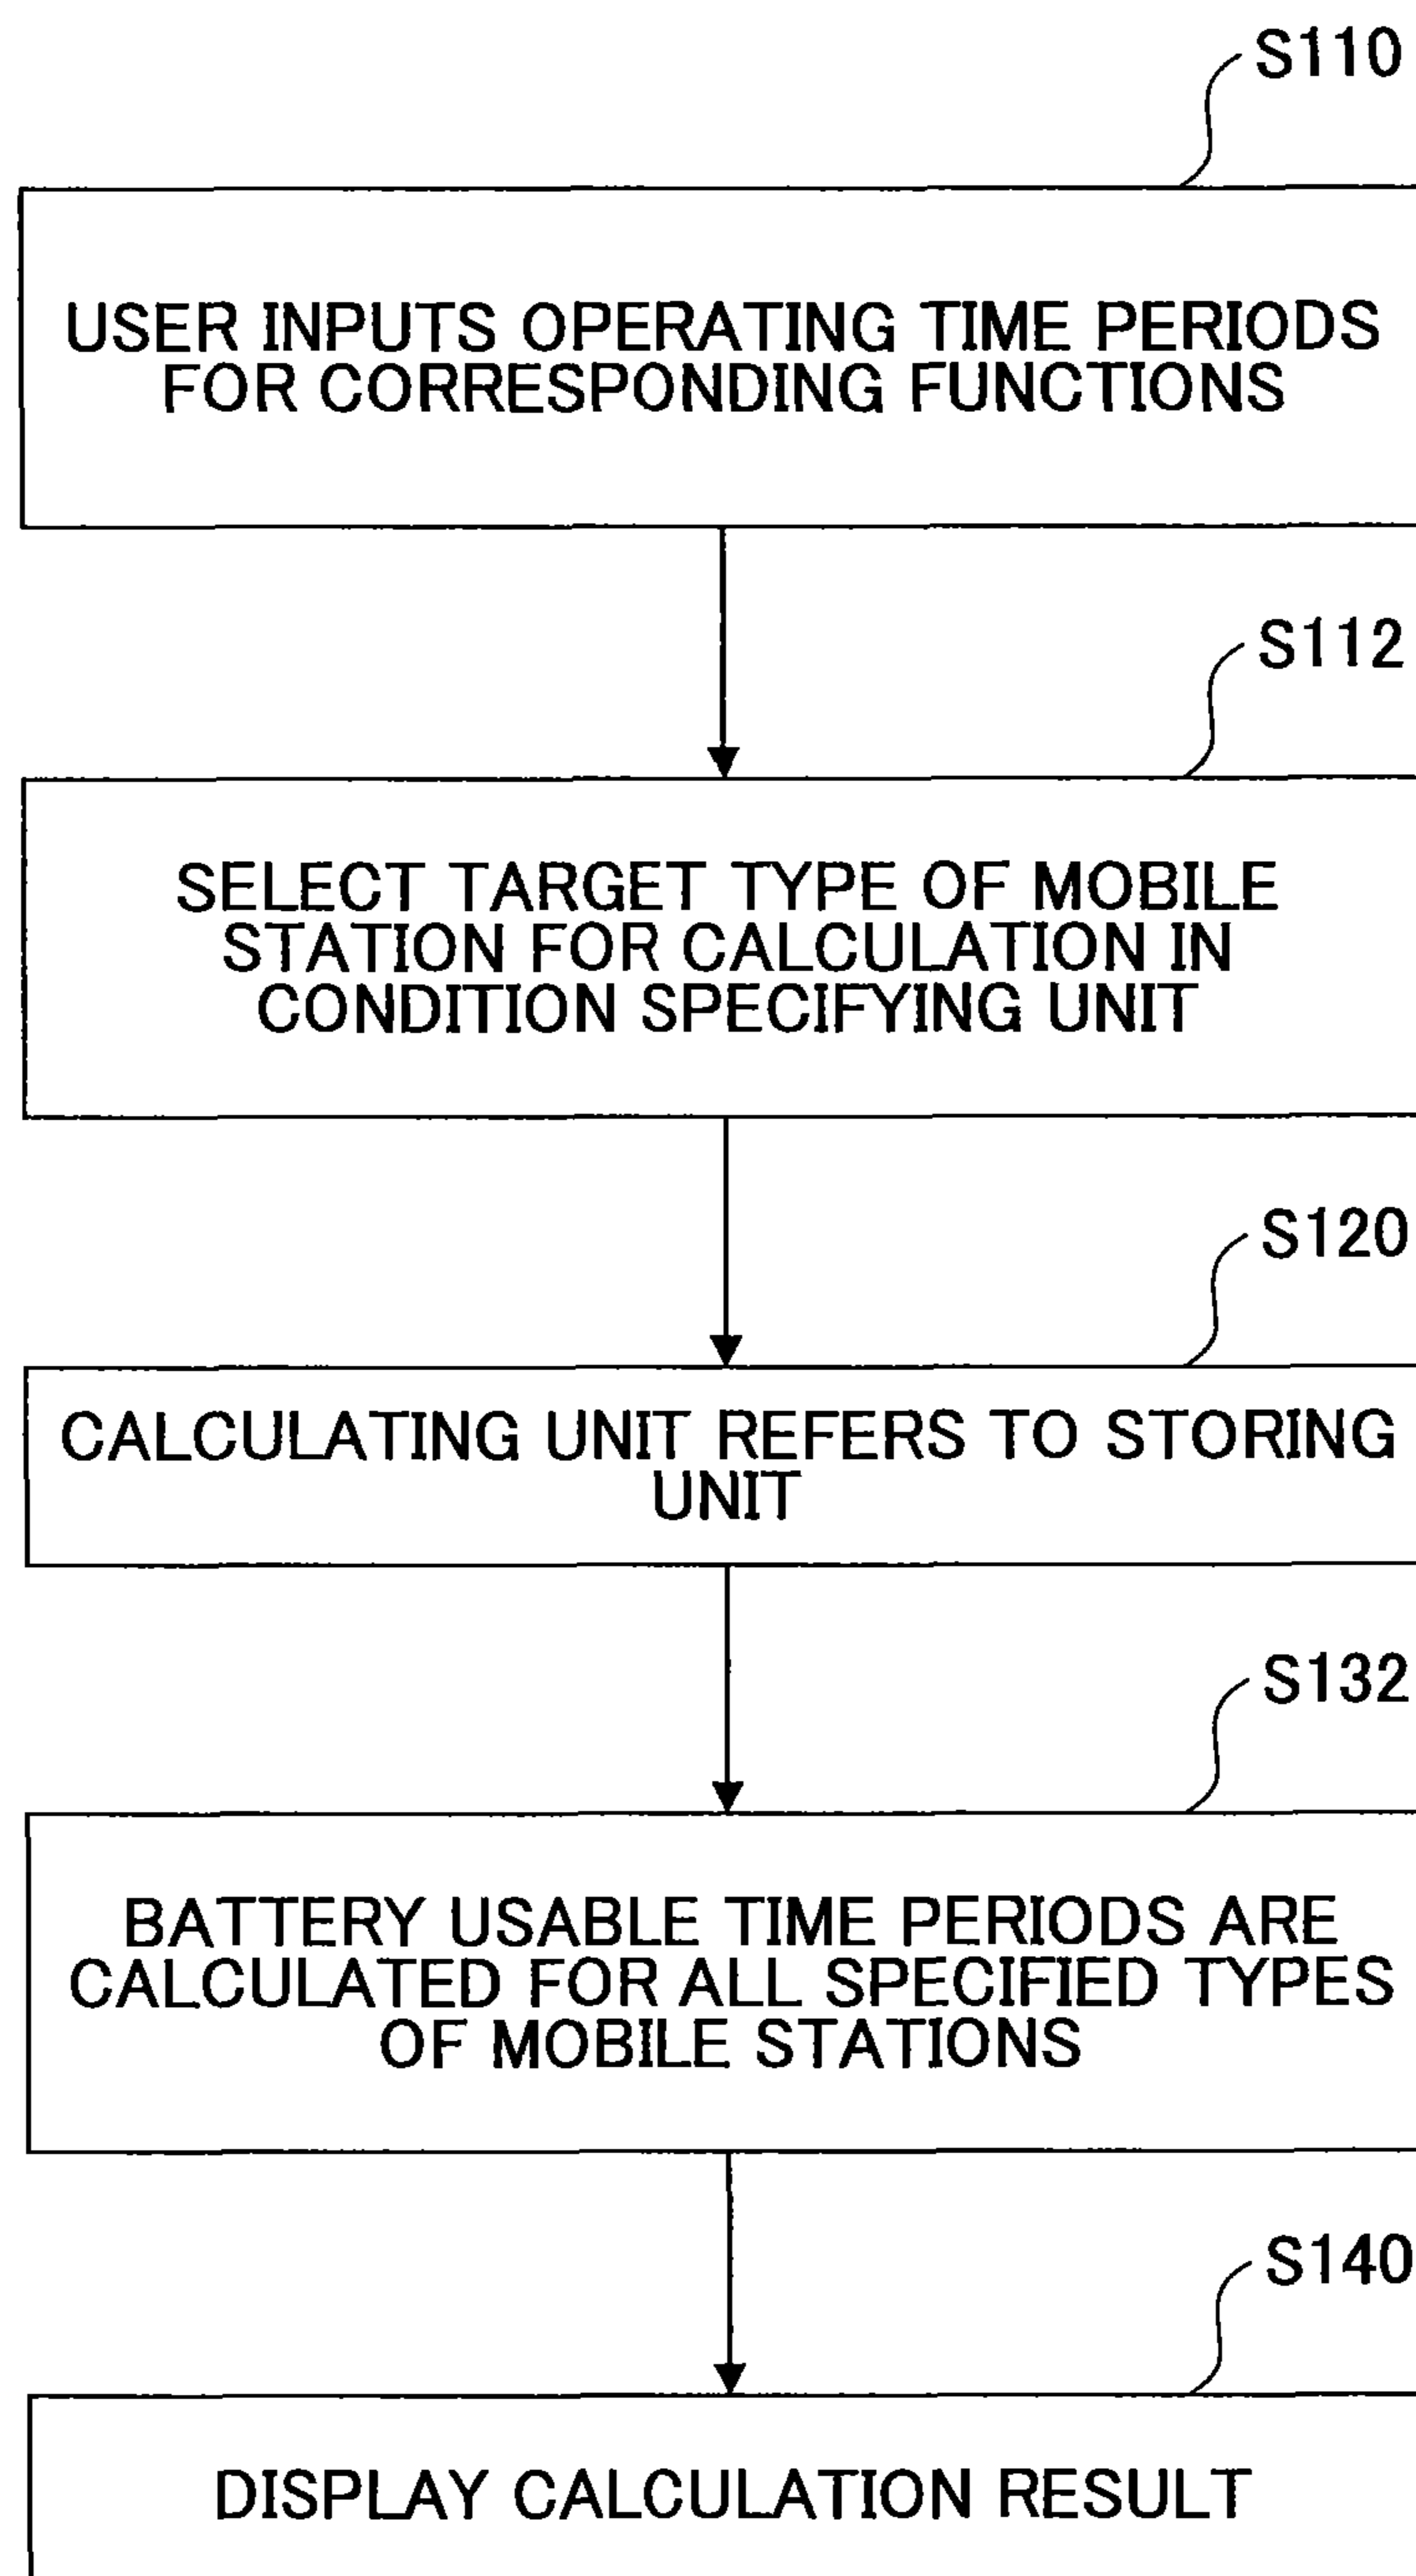 S110
USER INPUTS OPERATING TIME PERIODS
FOR CORRESPONDING FUNCTIONS
S112
SELECT TARGET TYPE OF MOBILE
STATION FOR CALCULATION IN
CONDITION SPECIFYING UNIT
S120
CALCULATING UNIT REFERS TO STORING
UNIT
S132
BATTERY USABLE TIME PERIODS ARE
CALCULATED FOR ALL SPECIFIED TYPES
OF MOBILE STATIONS
S140
DISPLAY CALCULATION RESULT